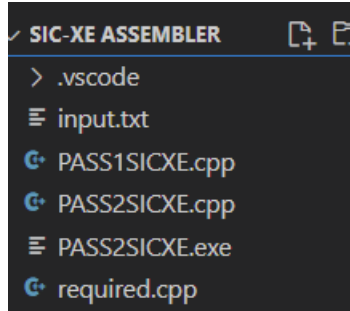 SIC-XE ASSEMBLER
.vscode
input.txt
PASS1SICXE.cpp
PASS2SICXE.cpp
PASS2SICXE.exe
required.cpp